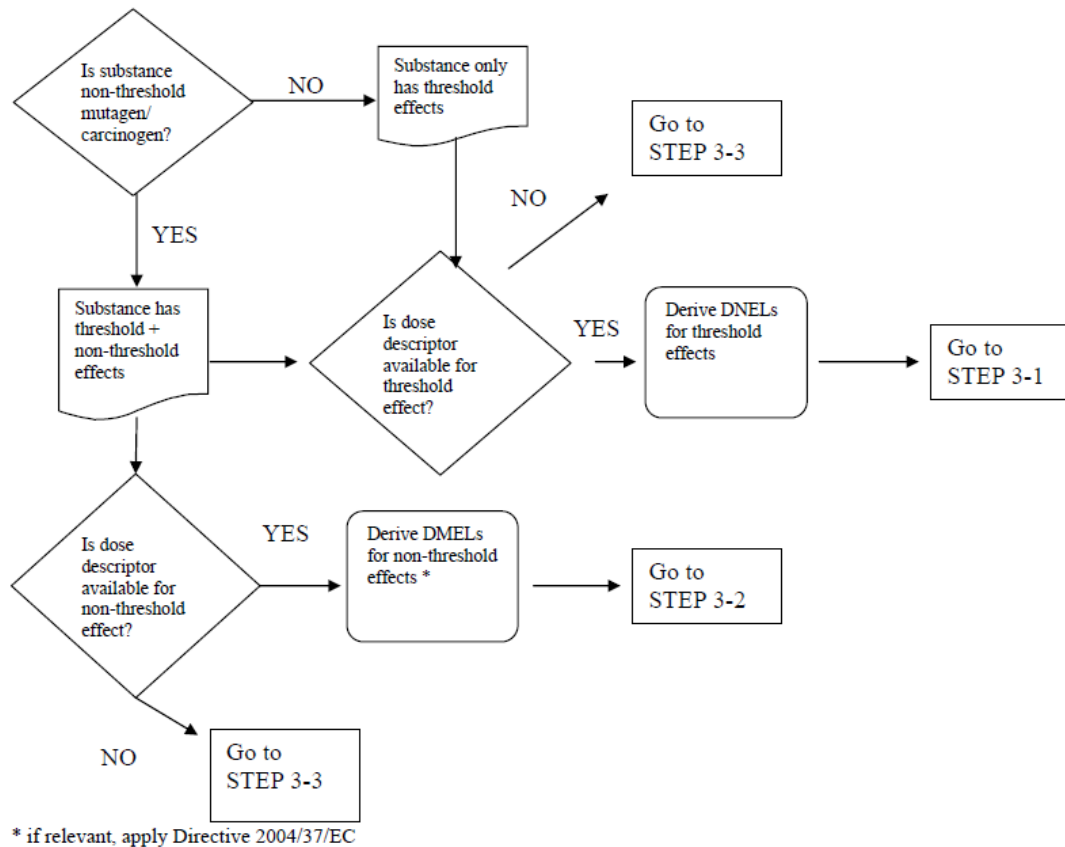 Is substance
non-threshold
mutagen/
carcinogen?
NO
Substance only
has threshold
effects
Go to
STEP 3-3
NO
YES
Substance has
threshold +
non-threshold
effects
Is dose
descriptor
available for
threshold
effect?
YES
Derive DNELs
for threshold
effects
Go to
STEP 3-1
Is dose
descriptor
available for
non-threshold
effect?
YES
Derive DMELs
for non-threshold
effects *
Go to
STEP 3-2
NO
Go to
STEP 3-3
* if relevant, apply Directive 2004/37/EC